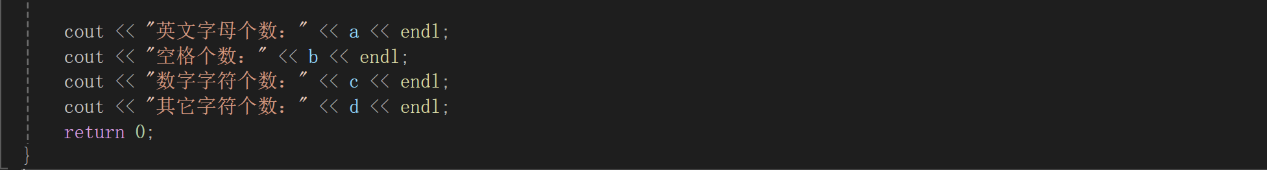 cout << "英文字母个数：" << a << endl;
cout << "空格个数：" << b << endl;
cout << "数字字符个数：" << c << endl;
cout << "其它字符个数：" << d << endl;
return 0;
}